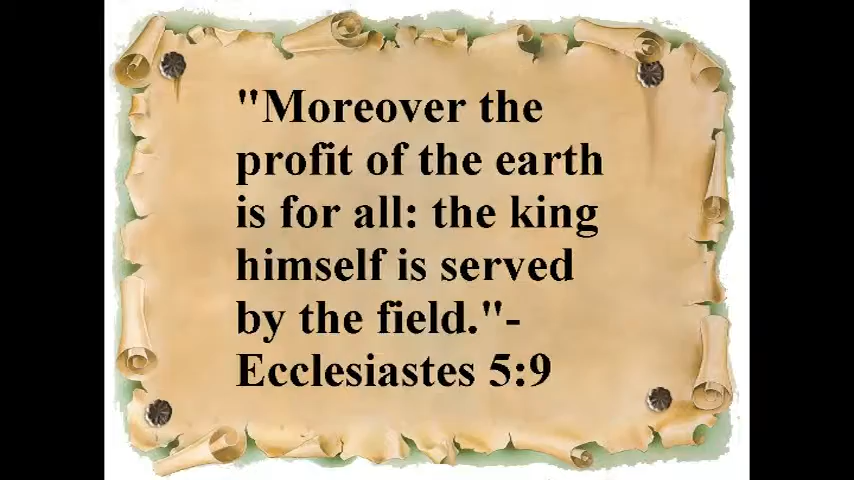 "Moreover the
profit of the earth
is for all: the king
himself is served
by the field."-
Ecclesiastes 5:9